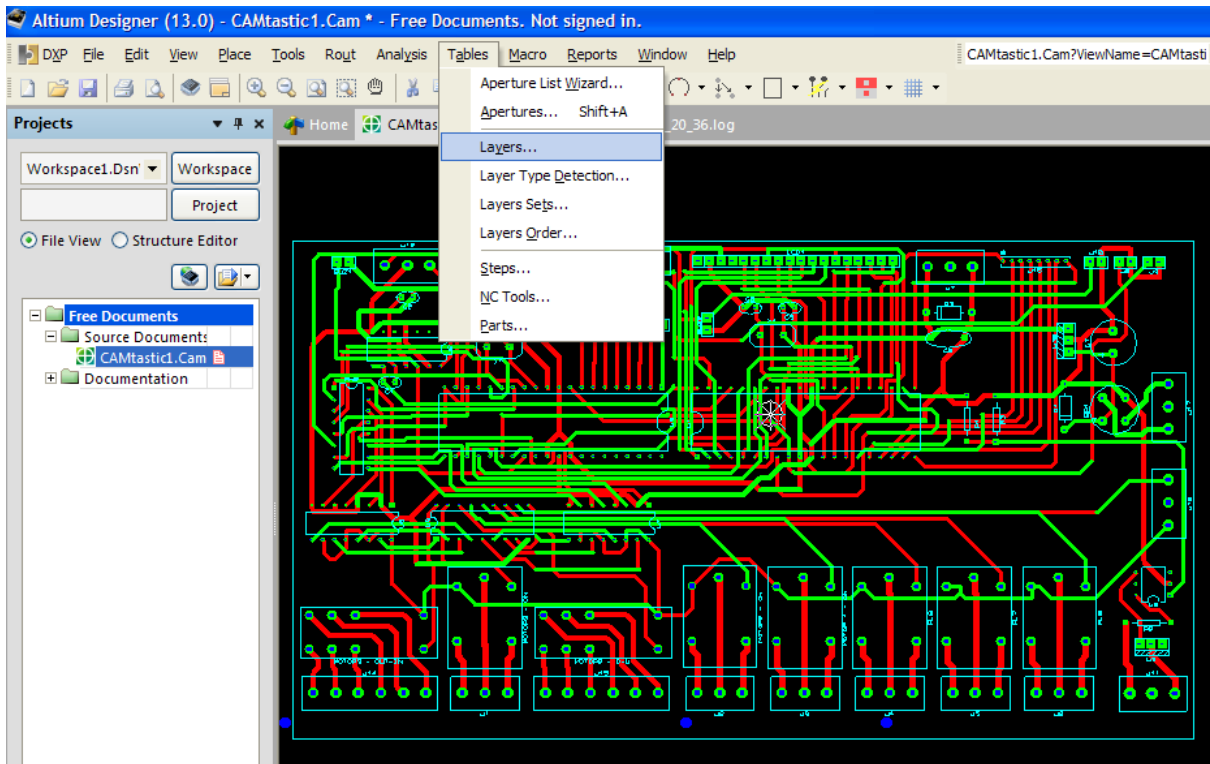 Altium Designer (13.0) - CAMtastic1.Cam * - Free Documents. Not signed in.
DXP File Edit View Place Tools Rout Analysis Tables Macro Reports Window Help CAMtastic1.Cam?ViewName=CAMtasti
Projects
Home CAMtas _20_36.log
Aperture List Wizard...
Apertures... Shift+A
Layers...
Layer Type Detection...
Layers Sets...
Layers Order...
Steps...
NC Tools...
Parts...
Workspace1.Dsn Workspace
Project
File View Structure Editor
Free Documents
Source Documents
CAMtastic1.Cam
Documentation